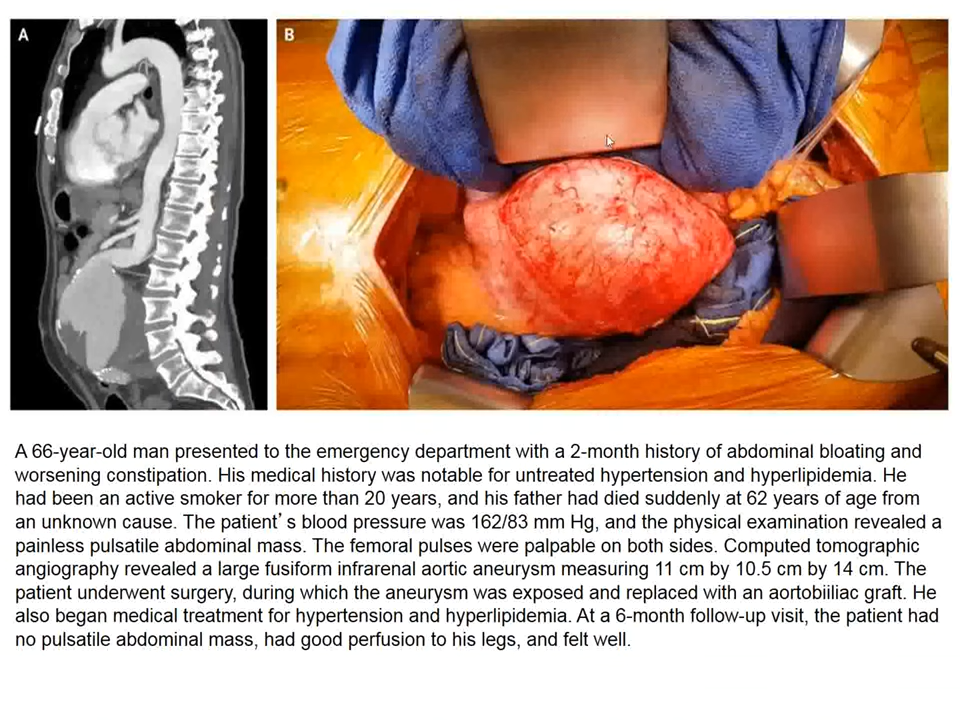 A
B
A 66-year-old man presented to the emergency department with a 2-month history of abdominal bloating and
worsening constipation. His medical history was notable for untreated hypertension and hyperlipidemia. He
had been an active smoker for more than 20 years, and his father had died suddenly at 62 years of age from
an unknown cause. The patient’s blood pressure was 162/83 mm Hg, and the physical examination revealed a
painless pulsatile abdominal mass. The femoral pulses were palpable on both sides. Computed tomographic
angiography revealed a large fusiform infrarenal aortic aneurysm measuring 11 cm by 10.5 cm by 14 cm. The
patient underwent surgery, during which the aneurysm was exposed and replaced with an aortobiiliac graft. He
also began medical treatment for hypertension and hyperlipidemia. At a 6-month follow-up visit, the patient had
no pulsatile abdominal mass, had good perfusion to his legs, and felt well.